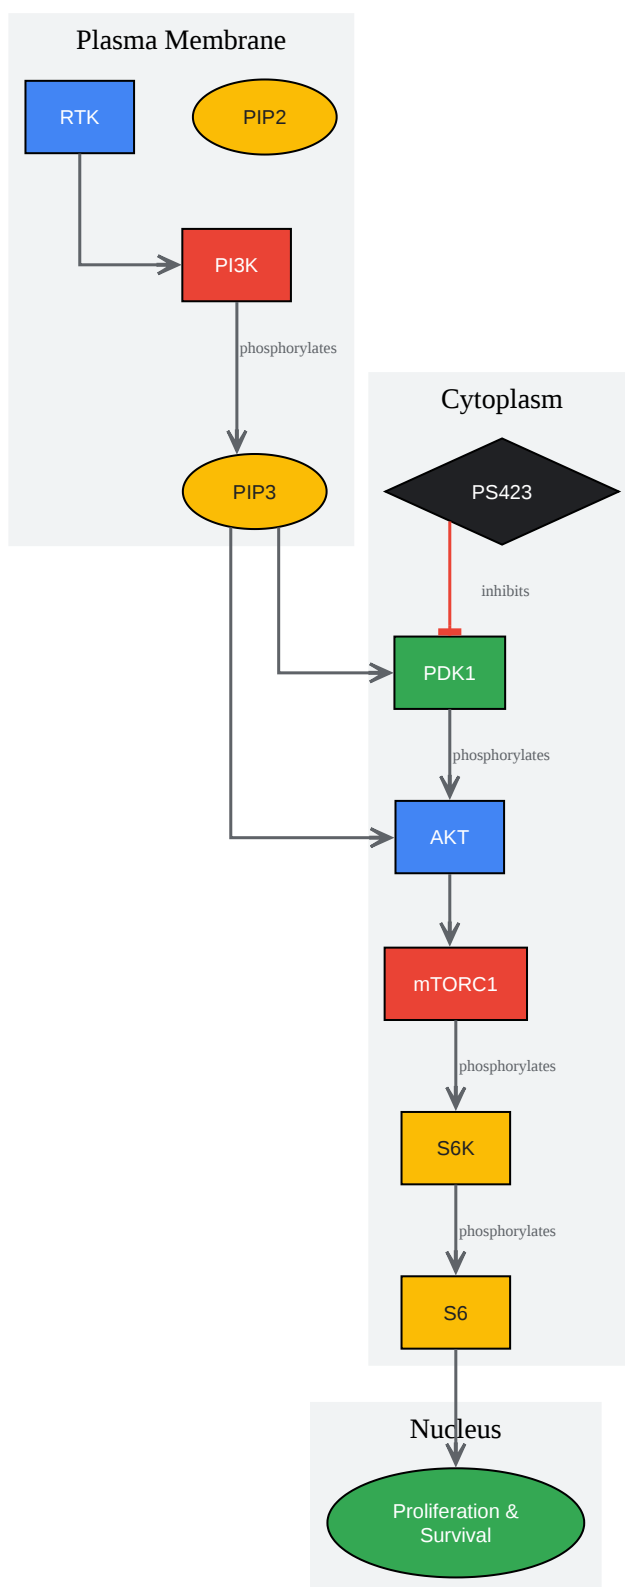 Plasma Membrane
RTK
PIP2
PI3K
phosphorylates
PIP3
Cytoplasm
PS423
inhibits
PDK1
phosphorylates
AKT
mTORC1
phosphorylates
S6K
phosphorylates
S6
Nucleus
Proliferation &
Survival